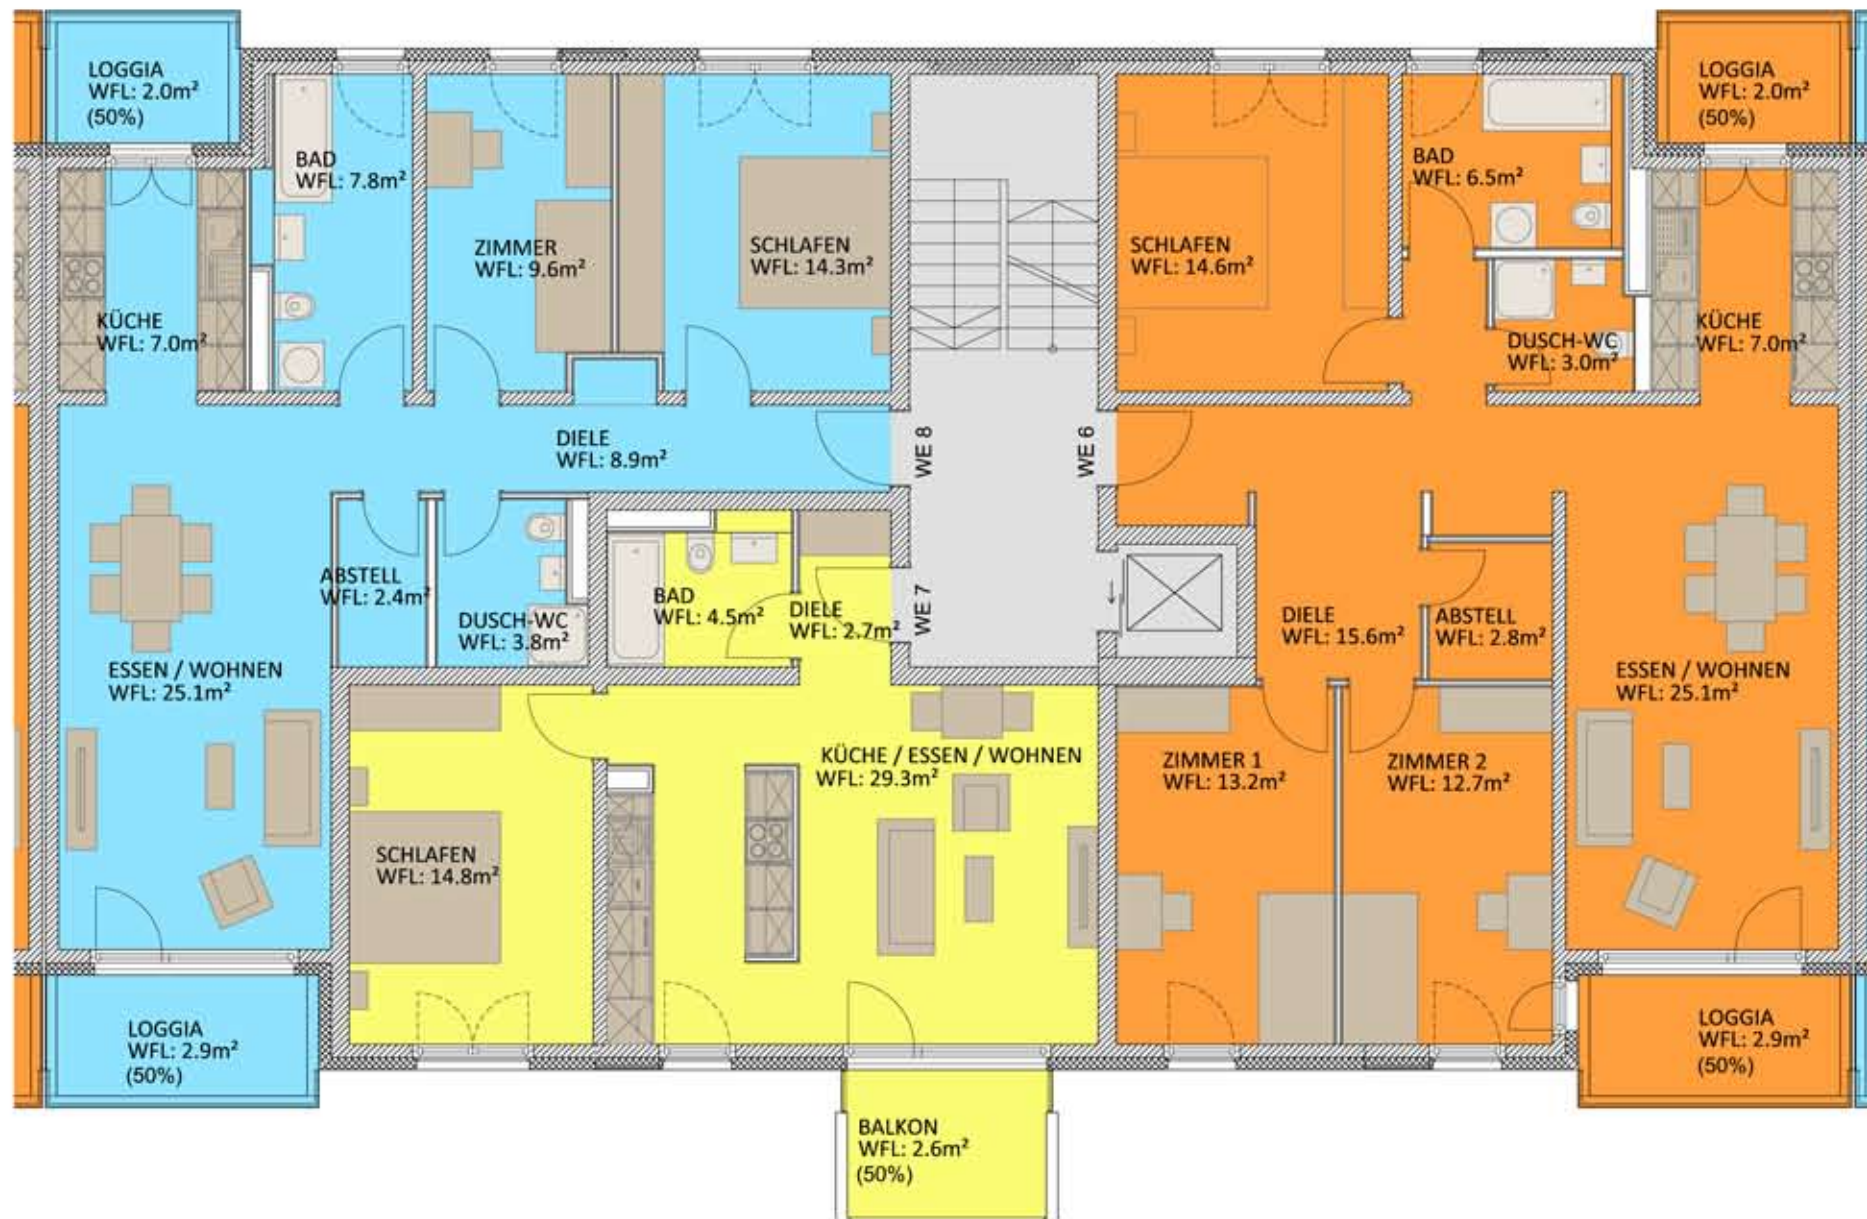 LOGGIA
WFL: 2.0m²
(50%)
BAD
WFL: 7.8m²
ZIMMER
WFL: 9.6m²
SCHLAFEN
WFL: 14.3m²
KÜCHE
WFL: 7.0m²
DIELE
WFL: 8.9m²
WE 8
ABSTELL
WFL: 2.4m²
DUSCH-WC
WFL: 3.8m²
ESSEN / WOHNEN
WFL: 25.1m²
LOGGIA
WFL: 2.9m²
(50%)
BAD
WFL: 4.5m²
DIELE
WFL: 2.7m²
WE 7
SCHLAFEN
WFL: 14.8m²
KÜCHE / ESSEN / WOHNEN
WFL: 29.3m²
BALKON
WFL: 2.6m²
(50%)
WE 6
SCHLAFEN
WFL: 14.6m²
BAD
WFL: 6.5m²
LOGGIA
WFL: 2.0m²
(50%)
DUSCH-WC
WFL: 3.0m²
KÜCHE
WFL: 7.0m²
DIELE
WFL: 15.6m²
ABSTELL
WFL: 2.8m²
ESSEN / WOHNEN
WFL: 25.1m²
ZIMMER 1
WFL: 13.2m²
ZIMMER 2
WFL: 12.7m²
LOGGIA
WFL: 2.9m²
(50%)